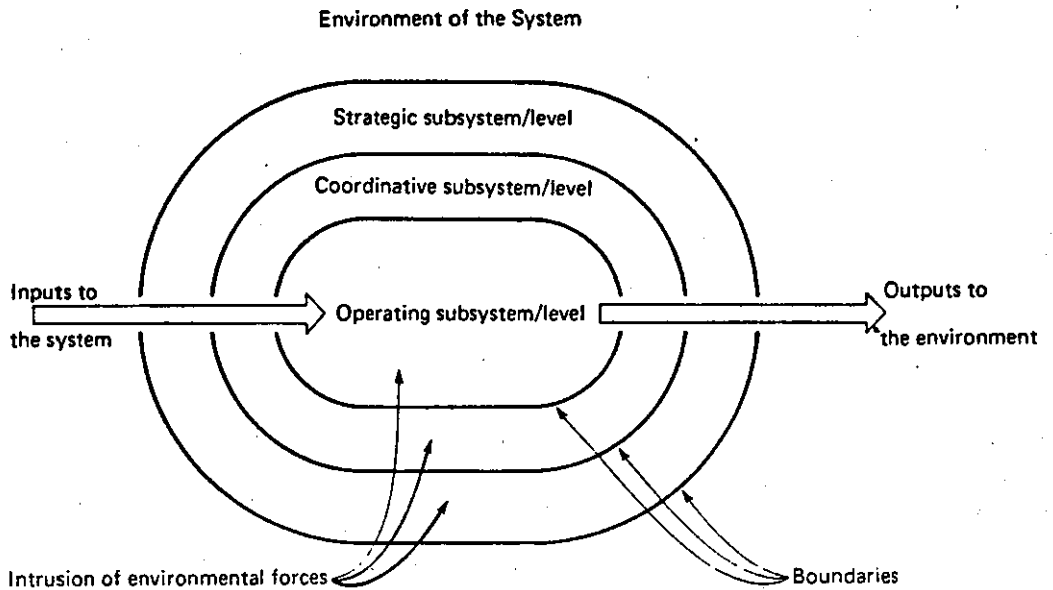 Environment of the System
Strategic subsystem/level
Coordinative subsystem/level
Inputs to
the system
Operating subsystem/level
Outputs to
the environment
Intrusion of environmental forces
Boundaries